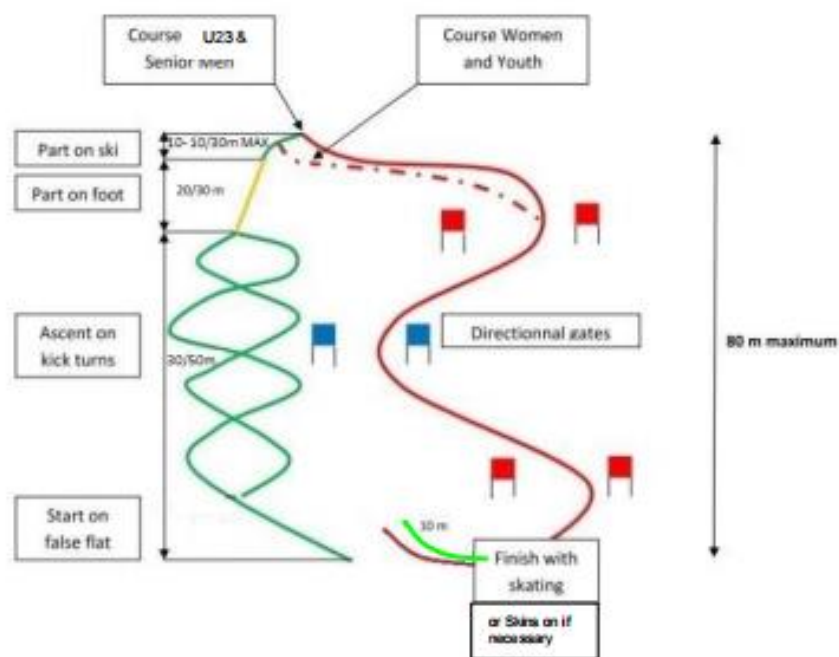 Course U23 &
Senior Men
Course Women
and Youth
10- 10/30m MAX
Part on ski
20/30 m
Part on foot
Ascent on
kick turns
30/50m
Directionnal gates
80 m maximum
Start on
false flat
10 m
Finish with
skating
or Skins on if
necessary